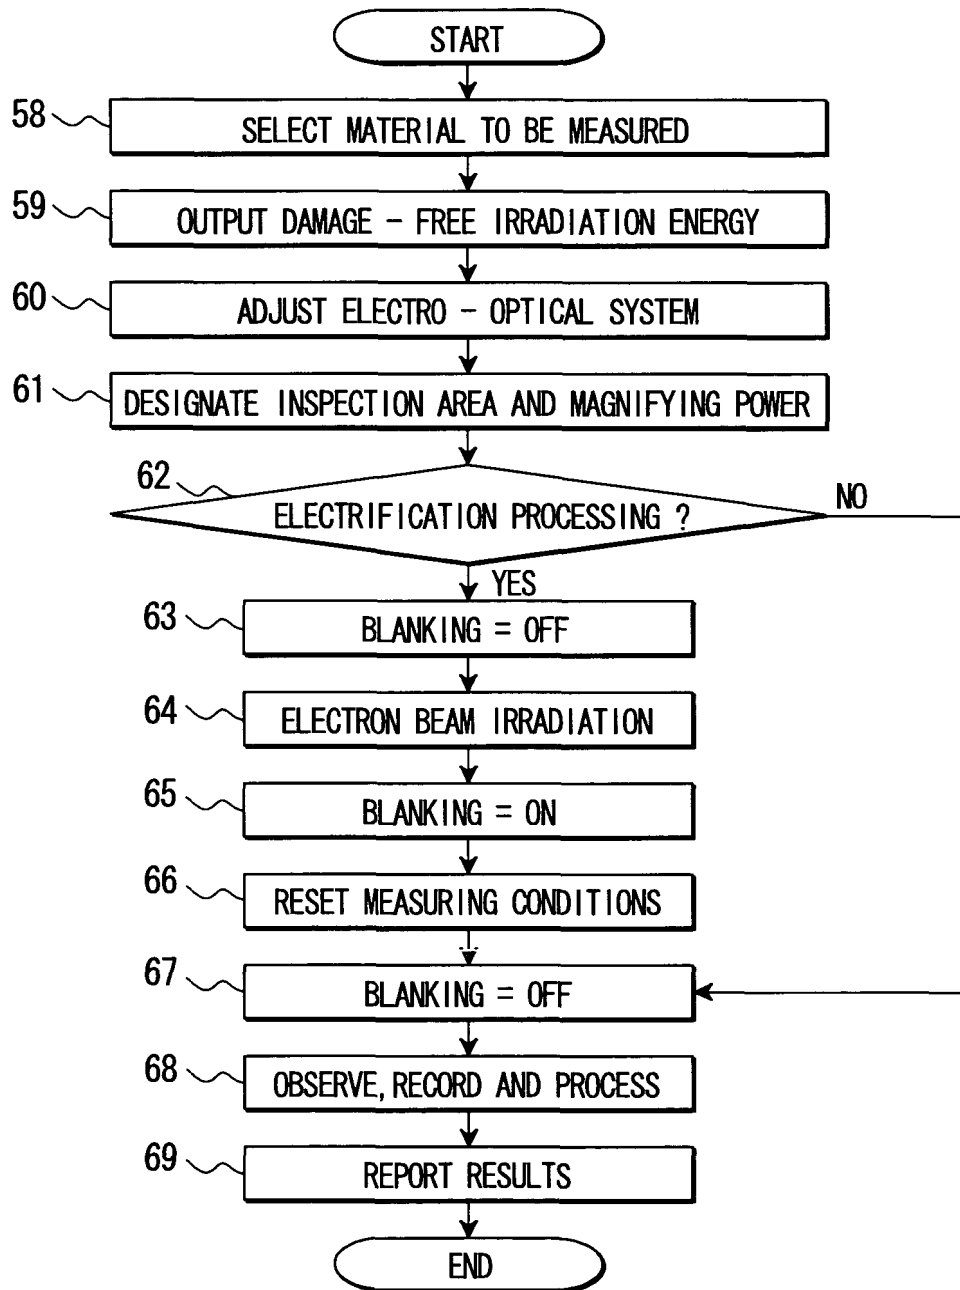 START
58
SELECT MATERIAL TO BE MEASURED
59
OUTPUT DAMAGE - FREE IRRADIATION ENERGY
60
ADJUST ELECTRO - OPTICAL SYSTEM
61
DESIGNATE INSPECTION AREA AND MAGNIFYING POWER
62
ELECTRIFICATION PROCESSING ?
NO
YES
63
BLANKING = OFF
64
ELECTRON BEAM IRRADIATION
65
BLANKING = ON
66
RESET MEASURING CONDITIONS
67
BLANKING = OFF
68
OBSERVE, RECORD AND PROCESS
69
REPORT RESULTS
END